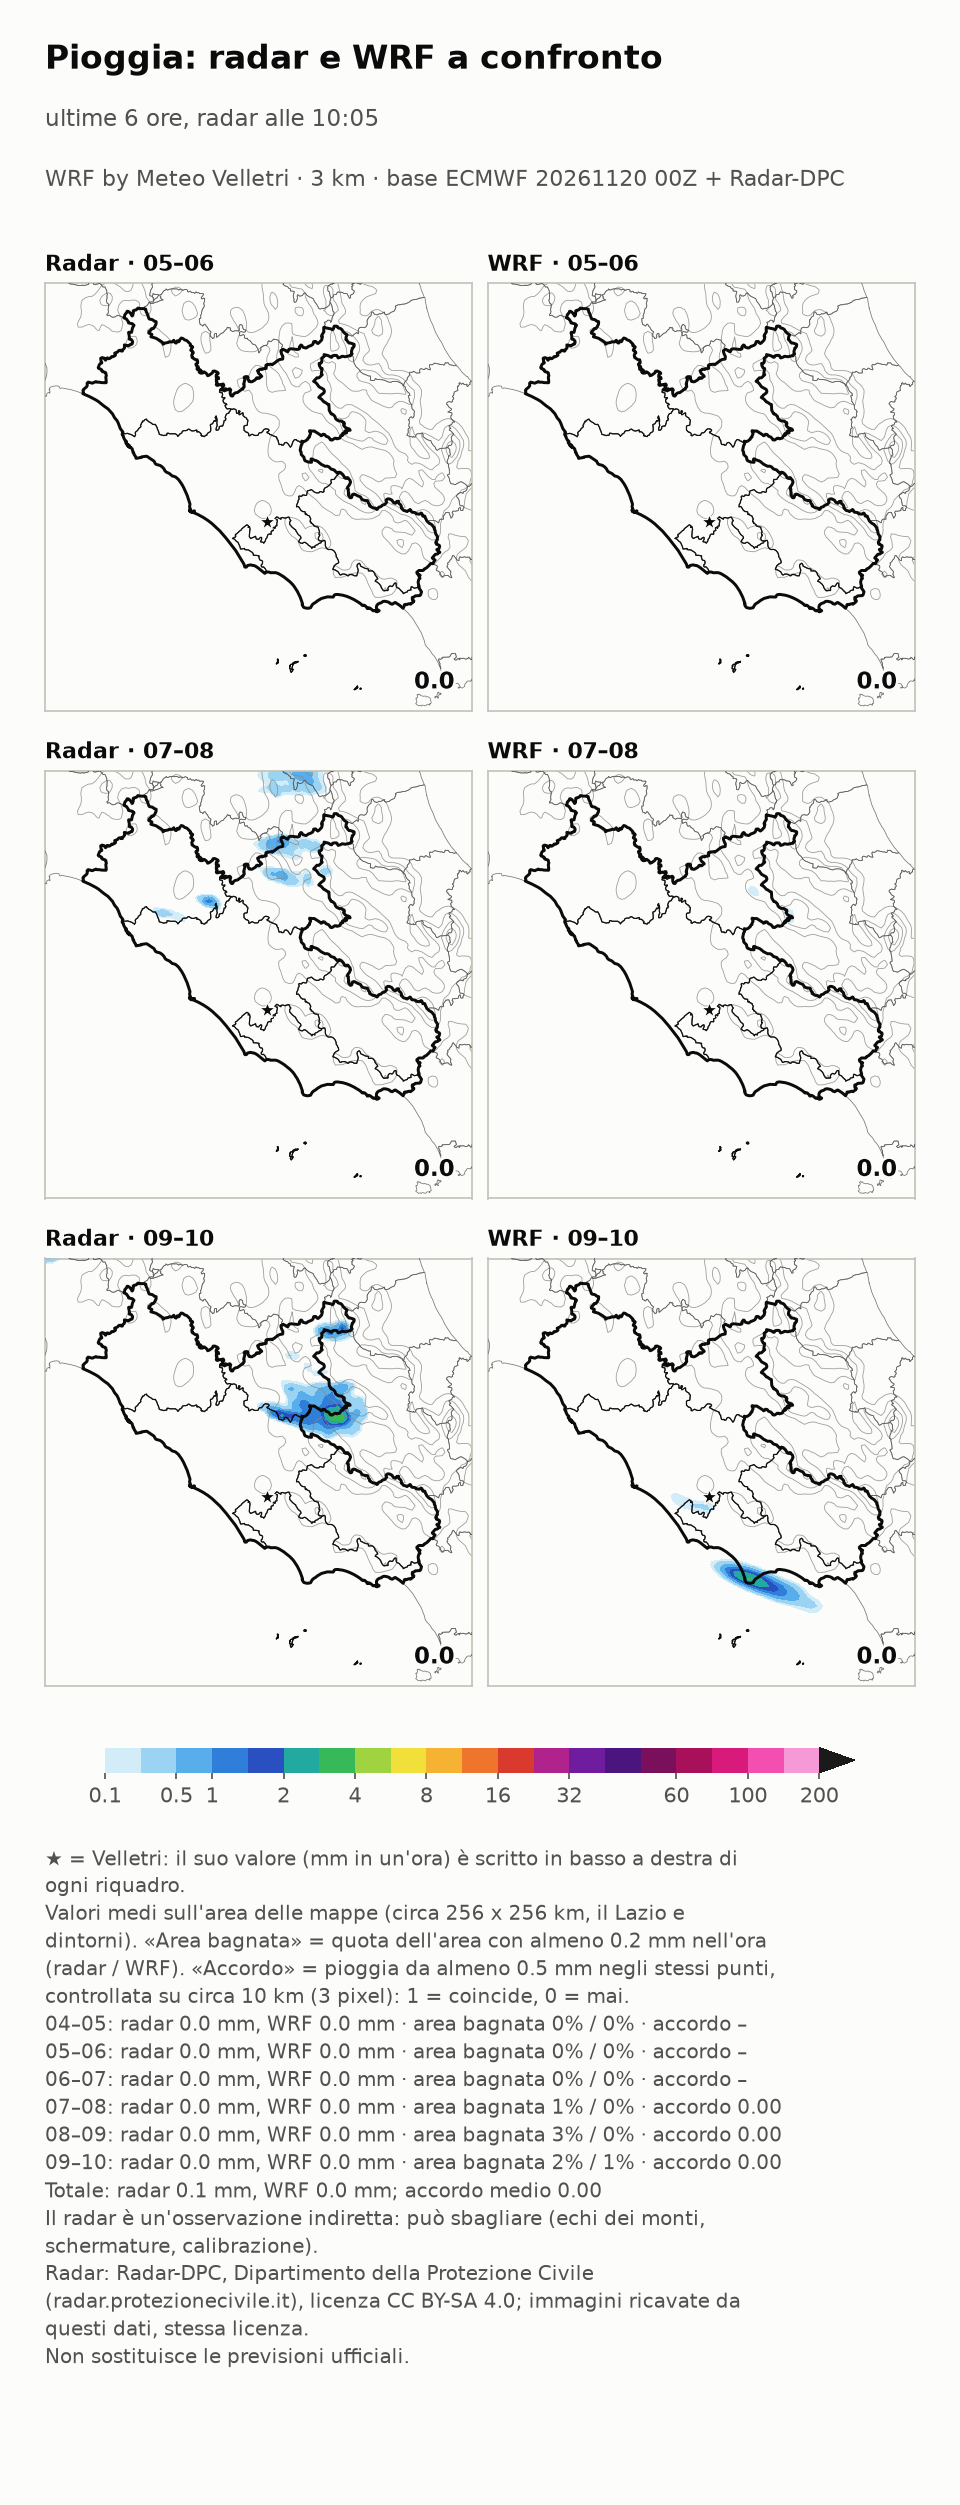 Pioggia: radar e WRF a confronto
ultime 6 ore, radar alle 10:05
WRF by Meteo Velletri · 3 km · base ECMWF 20261120 00Z + Radar-DPC
Radar · 05–06
WRF · 05–06
0.0
0.0
Radar · 07–08
WRF · 07–08
0.0
0.0
Radar · 09–10
WRF · 09–10
0.0
0.0
0.1 0.5 1 2 4 8 16 32 60 100 200
★ = Velletri: il suo valore (mm in un'ora) è scritto in basso a destra di
ogni riquadro.
Valori medi sull'area delle mappe (circa 256 x 256 km, il Lazio e
dintorni). «Area bagnata» = quota dell'area con almeno 0.2 mm nell'ora
(radar / WRF). «Accordo» = pioggia da almeno 0.5 mm negli stessi punti,
controllata su circa 10 km (3 pixel): 1 = coincide, 0 = mai.
04–05: radar 0.0 mm, WRF 0.0 mm · area bagnata 0% / 0% · accordo –
05–06: radar 0.0 mm, WRF 0.0 mm · area bagnata 0% / 0% · accordo –
06–07: radar 0.0 mm, WRF 0.0 mm · area bagnata 0% / 0% · accordo –
07–08: radar 0.0 mm, WRF 0.0 mm · area bagnata 1% / 0% · accordo 0.00
08–09: radar 0.0 mm, WRF 0.0 mm · area bagnata 3% / 0% · accordo 0.00
09–10: radar 0.0 mm, WRF 0.0 mm · area bagnata 2% / 1% · accordo 0.00
Totale: radar 0.1 mm, WRF 0.0 mm; accordo medio 0.00
Il radar è un'osservazione indiretta: può sbagliare (echi dei monti,
schermature, calibrazione).
Radar: Radar-DPC, Dipartimento della Protezione Civile
(radar.protezionecivile.it), licenza CC BY-SA 4.0; immagini ricavate da
questi dati, stessa licenza.
Non sostituisce le previsioni ufficiali.